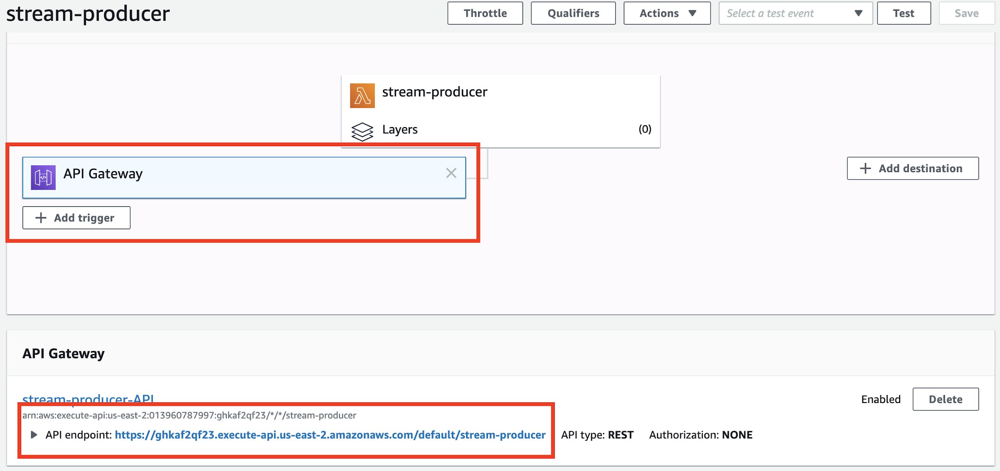 stream-producer
Throttle
Qualifiers
Actions
Select a test event
Test
Save
stream-producer
Layers
(0)
API Gateway
Add destination
Add trigger
API Gateway
stream-producer-API
Enabled
Delete
arn:aws:execute-api:us-east-2:013960787997:ghkaf2qf23/*/*/stream-producer
API endpoint: https://ghkaf2qf23.execute-api.us-east-2.amazonaws.com/default/stream-producer
API type: REST
Authorization: NONE